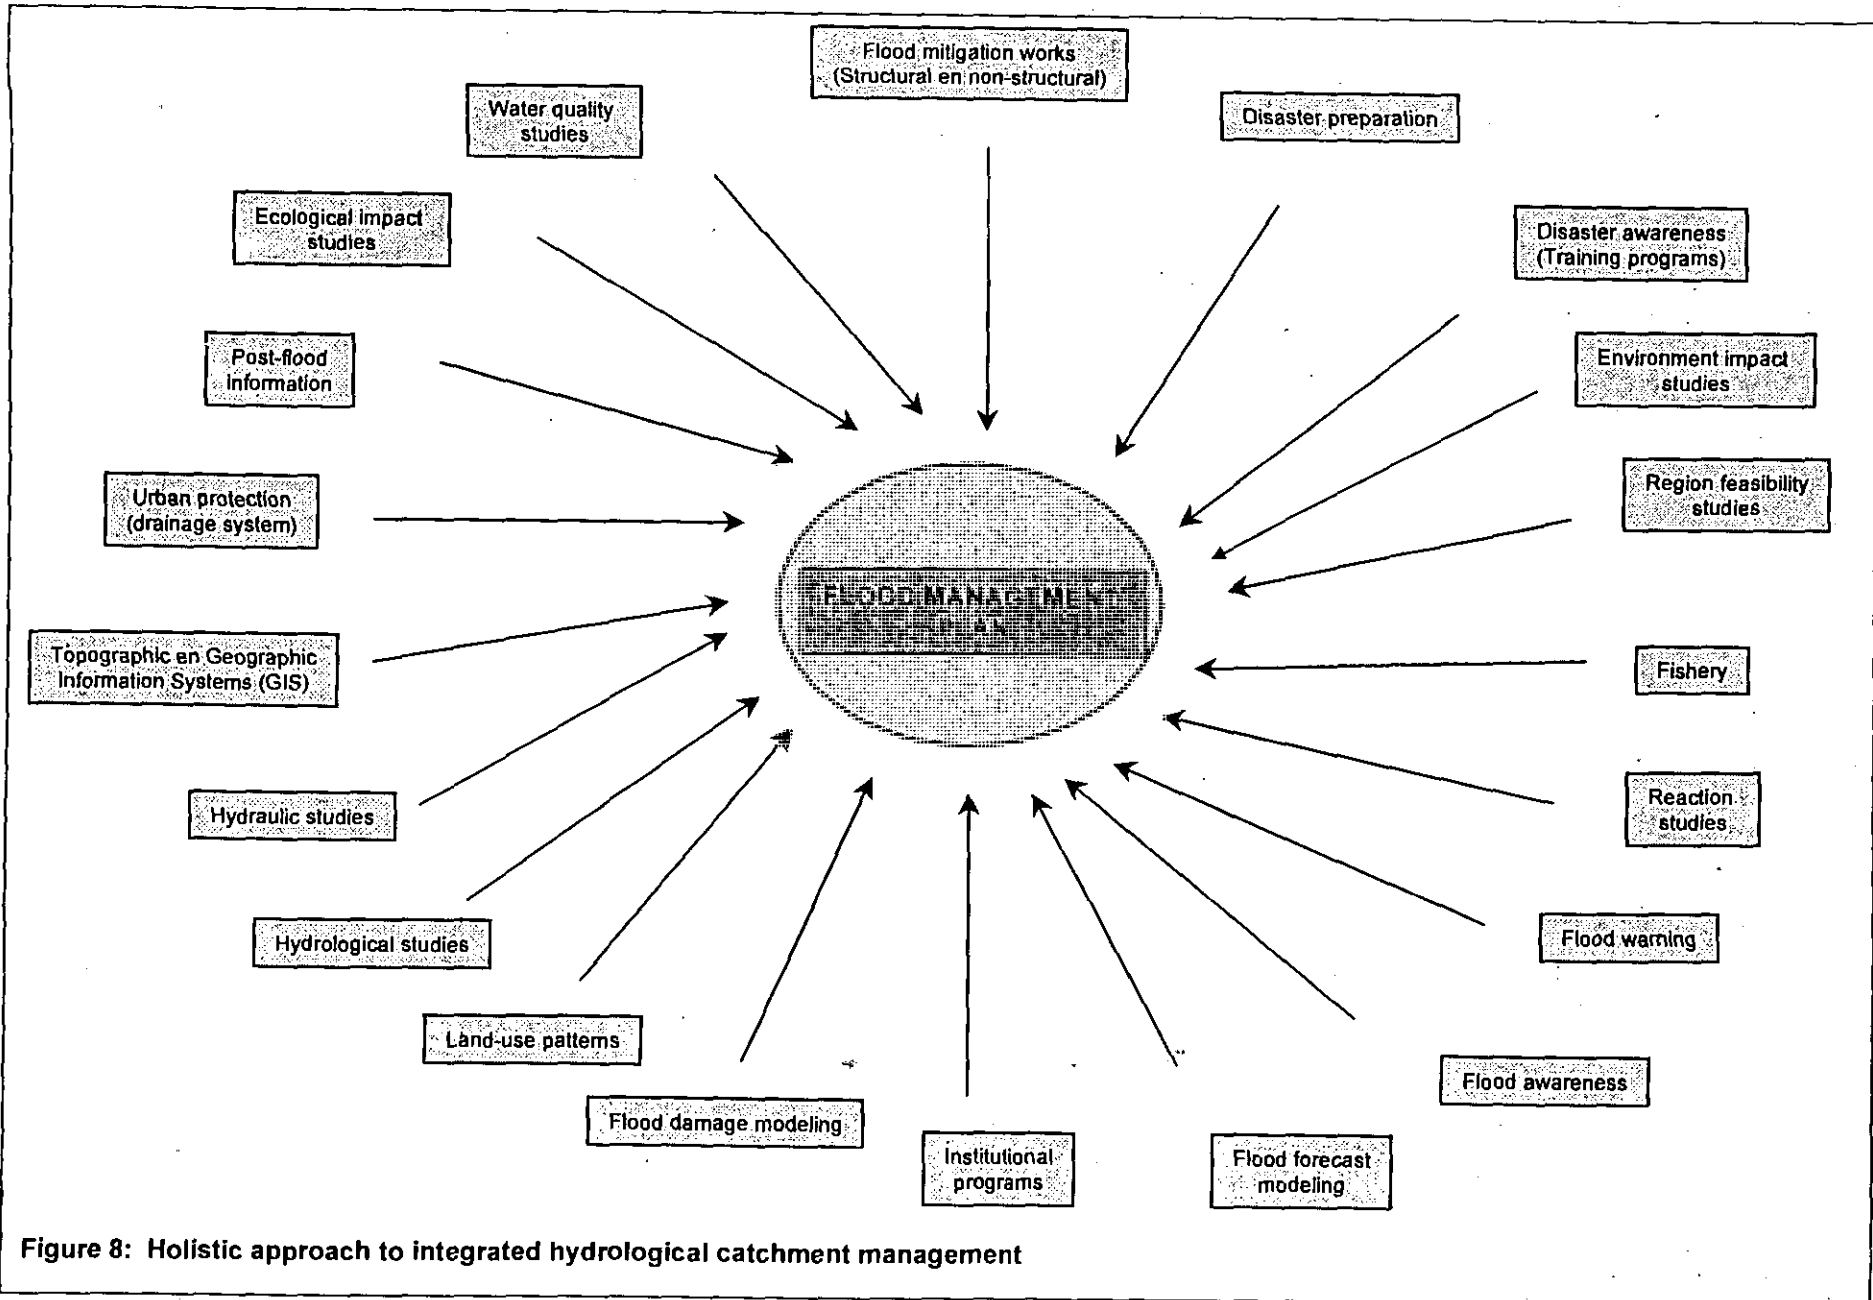 Flood mitigation works
(Structural en non-structural)
Water quality
studies
Disaster preparation
Ecological impact
studies
Disaster awareness
(Training programs)
Post-flood
information
Environment impact
studies
Urban protection
(drainage system)
Region feasibility
studies
FLOOD MANAGEMENT
PLAN
Topographic en Geographic
Information Systems (GIS)
Fishery
Hydraulic studies
Reaction
studies
Hydrological studies
Flood warning
Land-use patterns
Flood awareness
Flood damage modeling
Institutional
programs
Flood forecast
modeling
Figure 8: Holistic approach to integrated hydrological catchment management